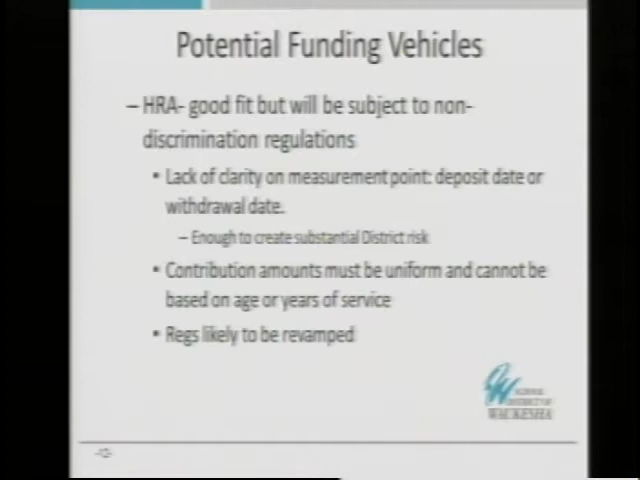 Potential Funding Vehicles
– HRA- good fit but will be subject to non-
discrimination regulations
• Lack of clarity on measurement point: deposit date or
withdrawal date.
– Enough to create substantial District risk
• Contribution amounts must be uniform and cannot be
based on age or years of service
• Regs likely to be revamped
SCHOOL
DISTRICT OF
WAUKESHA